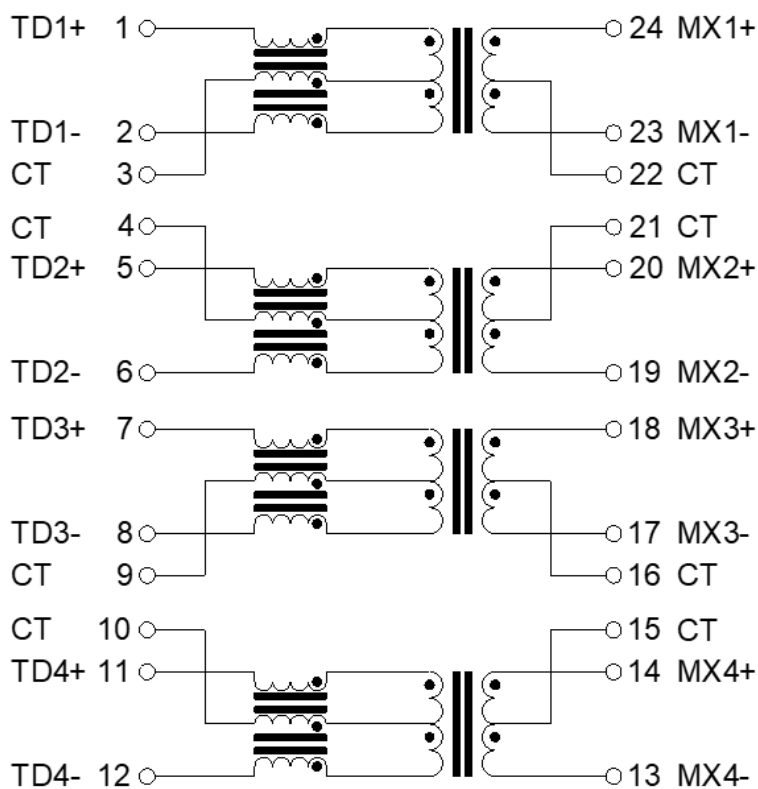 TD1+ 1 24 MX1+
TD1- 2 23 MX1-
CT 3 22 CT
CT 4 21 CT
TD2+ 5 20 MX2+
TD2- 6 19 MX2-
TD3+ 7 18 MX3+
TD3- 8 17 MX3-
CT 9 16 CT
CT 10 15 CT
TD4+ 11 14 MX4+
TD4- 12 13 MX4-